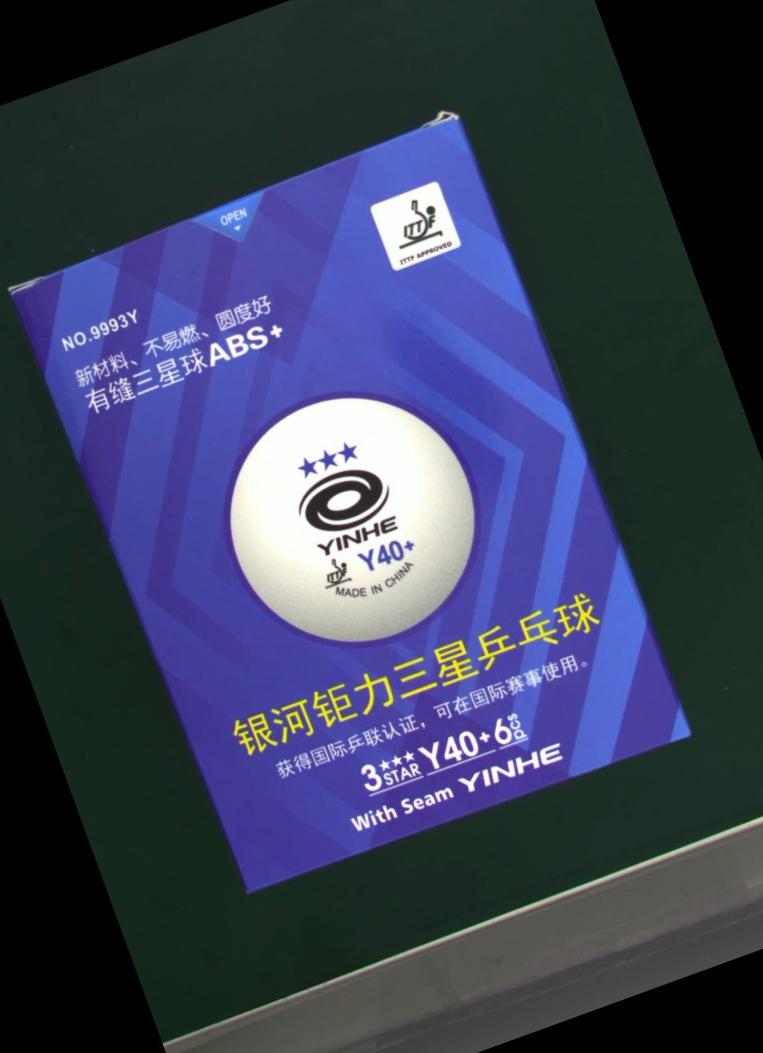 OPEN
ITTF
ITTF APPROVED
NO.9993Y
新材料、不易燃、圆度好
有缝三星球ABS+
YINHE
Y40+
MADE IN CHINA
银河钜力三星乒乓球
获得国际乒联认证，可在国际赛事使用。
3★★★STAR Y40+ 6PCS
With Seam YINHE